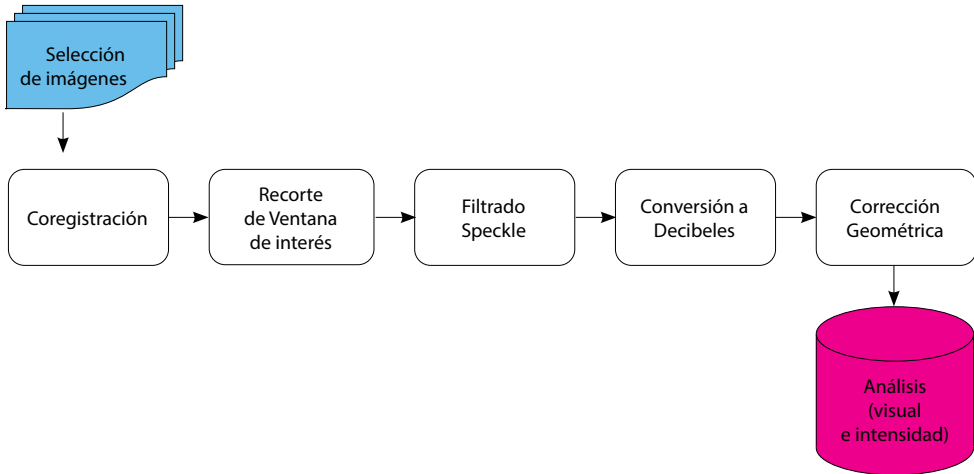 Selección
de imágenes
Coregistración
Recorte
de Ventana
de interés
Filtrado
Speckle
Conversión a
Decibeles
Corrección
Geométrica
Análisis
(visual
e intensidad)